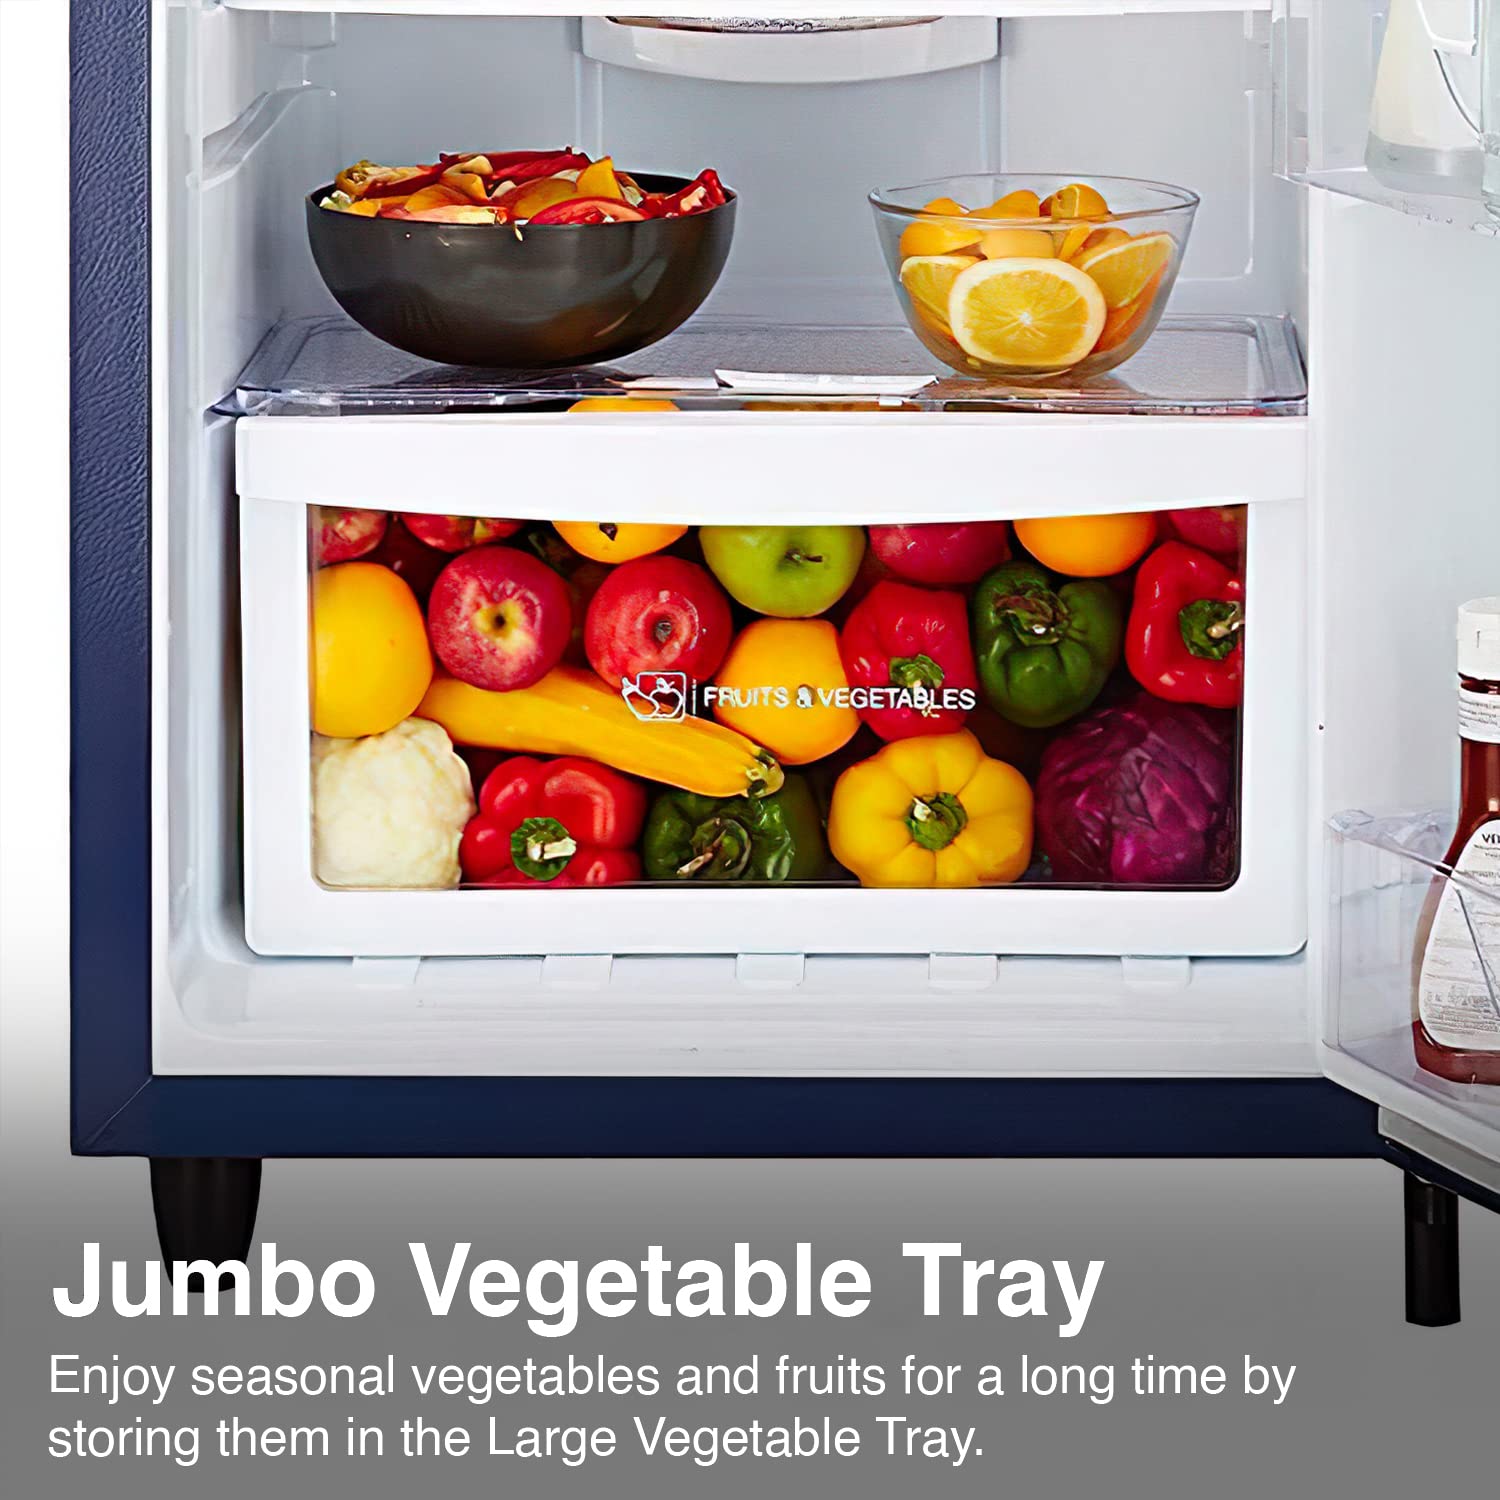 FRUITS & VEGETABLES
Jumbo Vegetable Tray
Enjoy seasonal vegetables and fruits for a long time by
storing them in the Large Vegetable Tray.